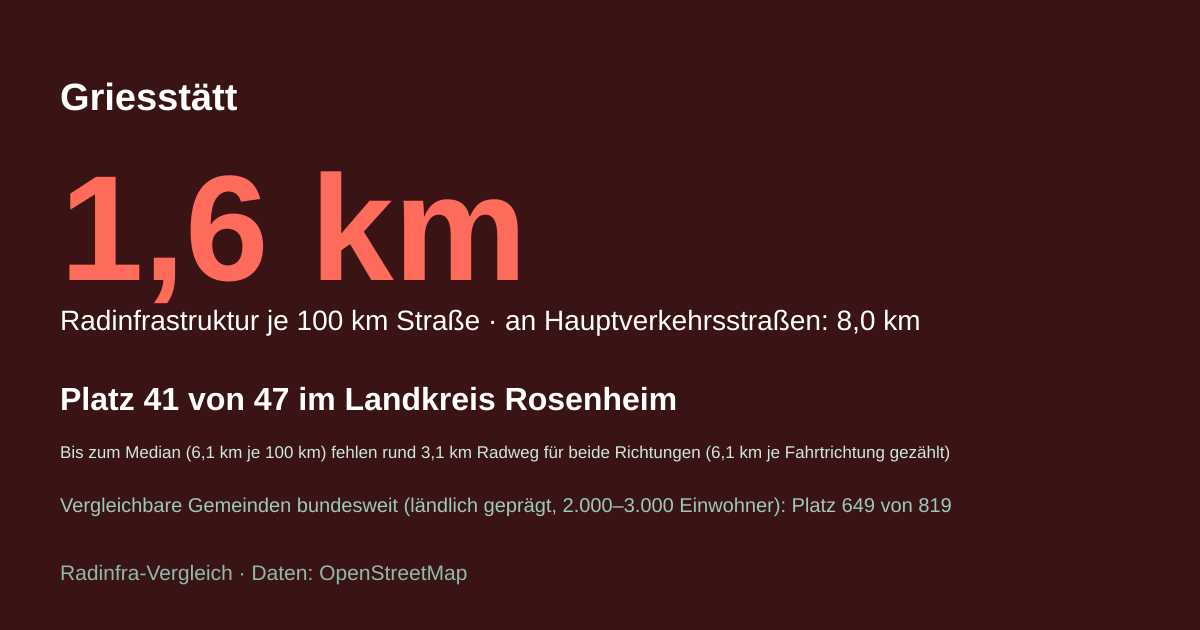 Griesstätt
1,6 km
Radinfrastruktur je 100 km Straße · an Hauptverkehrsstraßen: 8,0 km
Platz 41 von 47 im Landkreis Rosenheim
Bis zum Median (6,1 km je 100 km) fehlen rund 3,1 km Radweg für beide Richtungen (6,1 km je Fahrtrichtung gezählt)
Vergleichbare Gemeinden bundesweit (ländlich geprägt, 2.000–3.000 Einwohner): Platz 649 von 819
Radinfra-Vergleich · Daten: OpenStreetMap